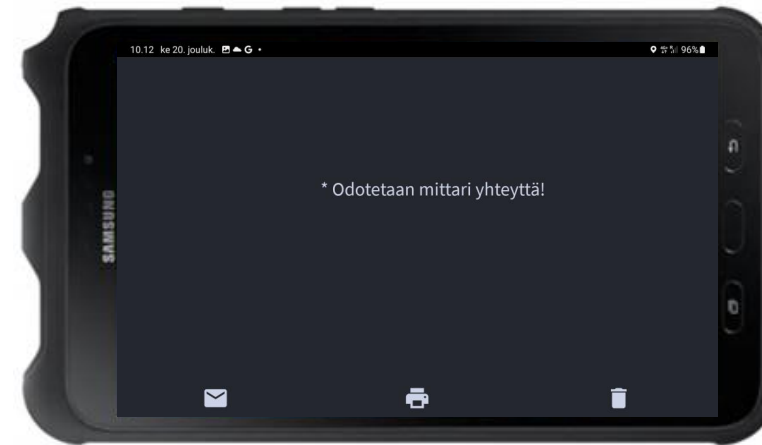 10.12 ke 20. jouluk. G •
96%
* Odotetaan mittari yhteyttä!
SAMSUNG